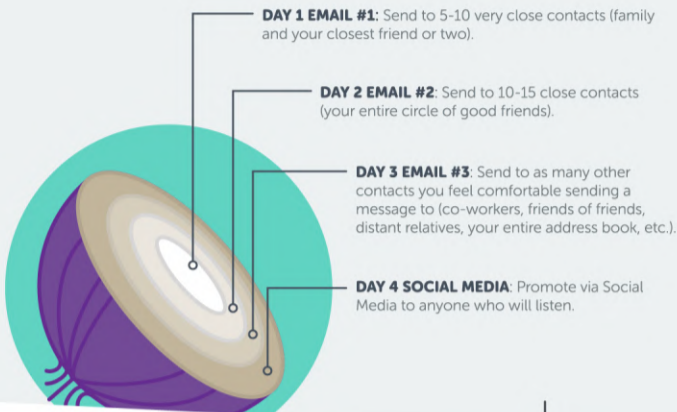 DAY 1 EMAIL #1: Send to 5-10 very close contacts (family
and your closest friend or two).
DAY 2 EMAIL #2: Send to 10-15 close contacts
(your entire circle of good friends).
DAY 3 EMAIL #3: Send to as many other
contacts you feel comfortable sending a
message to (co-workers, friends of friends,
distant relatives, your entire address book, etc.).
DAY 4 SOCIAL MEDIA: Promote via Social
Media to anyone who will listen.